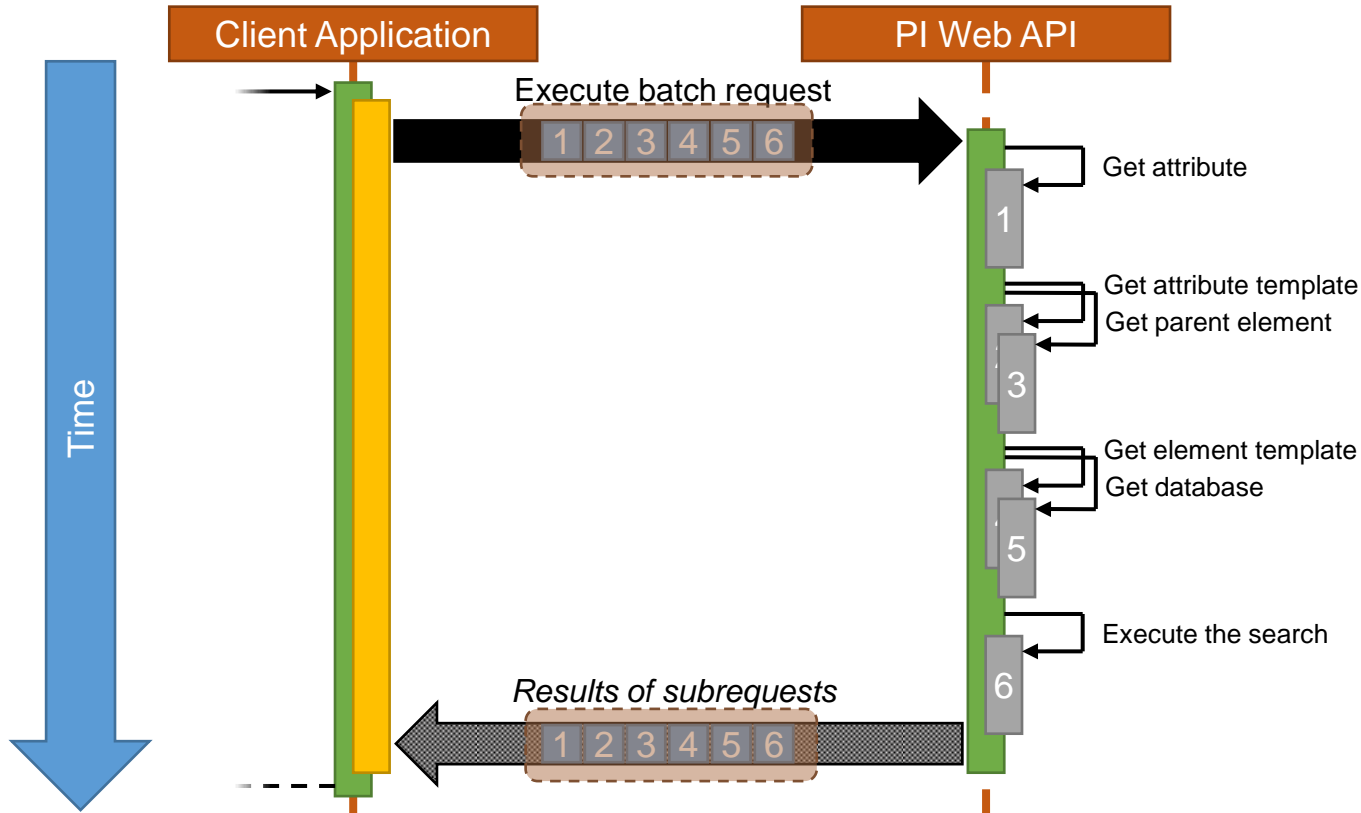 Client Application
PI Web API
Execute batch request
1 2 3 4 5 6
Get attribute
1
Get attribute template
Get parent element
3
Time
Get element template
Get database
5
Execute the search
6
Results of subrequests
1 2 3 4 5 6